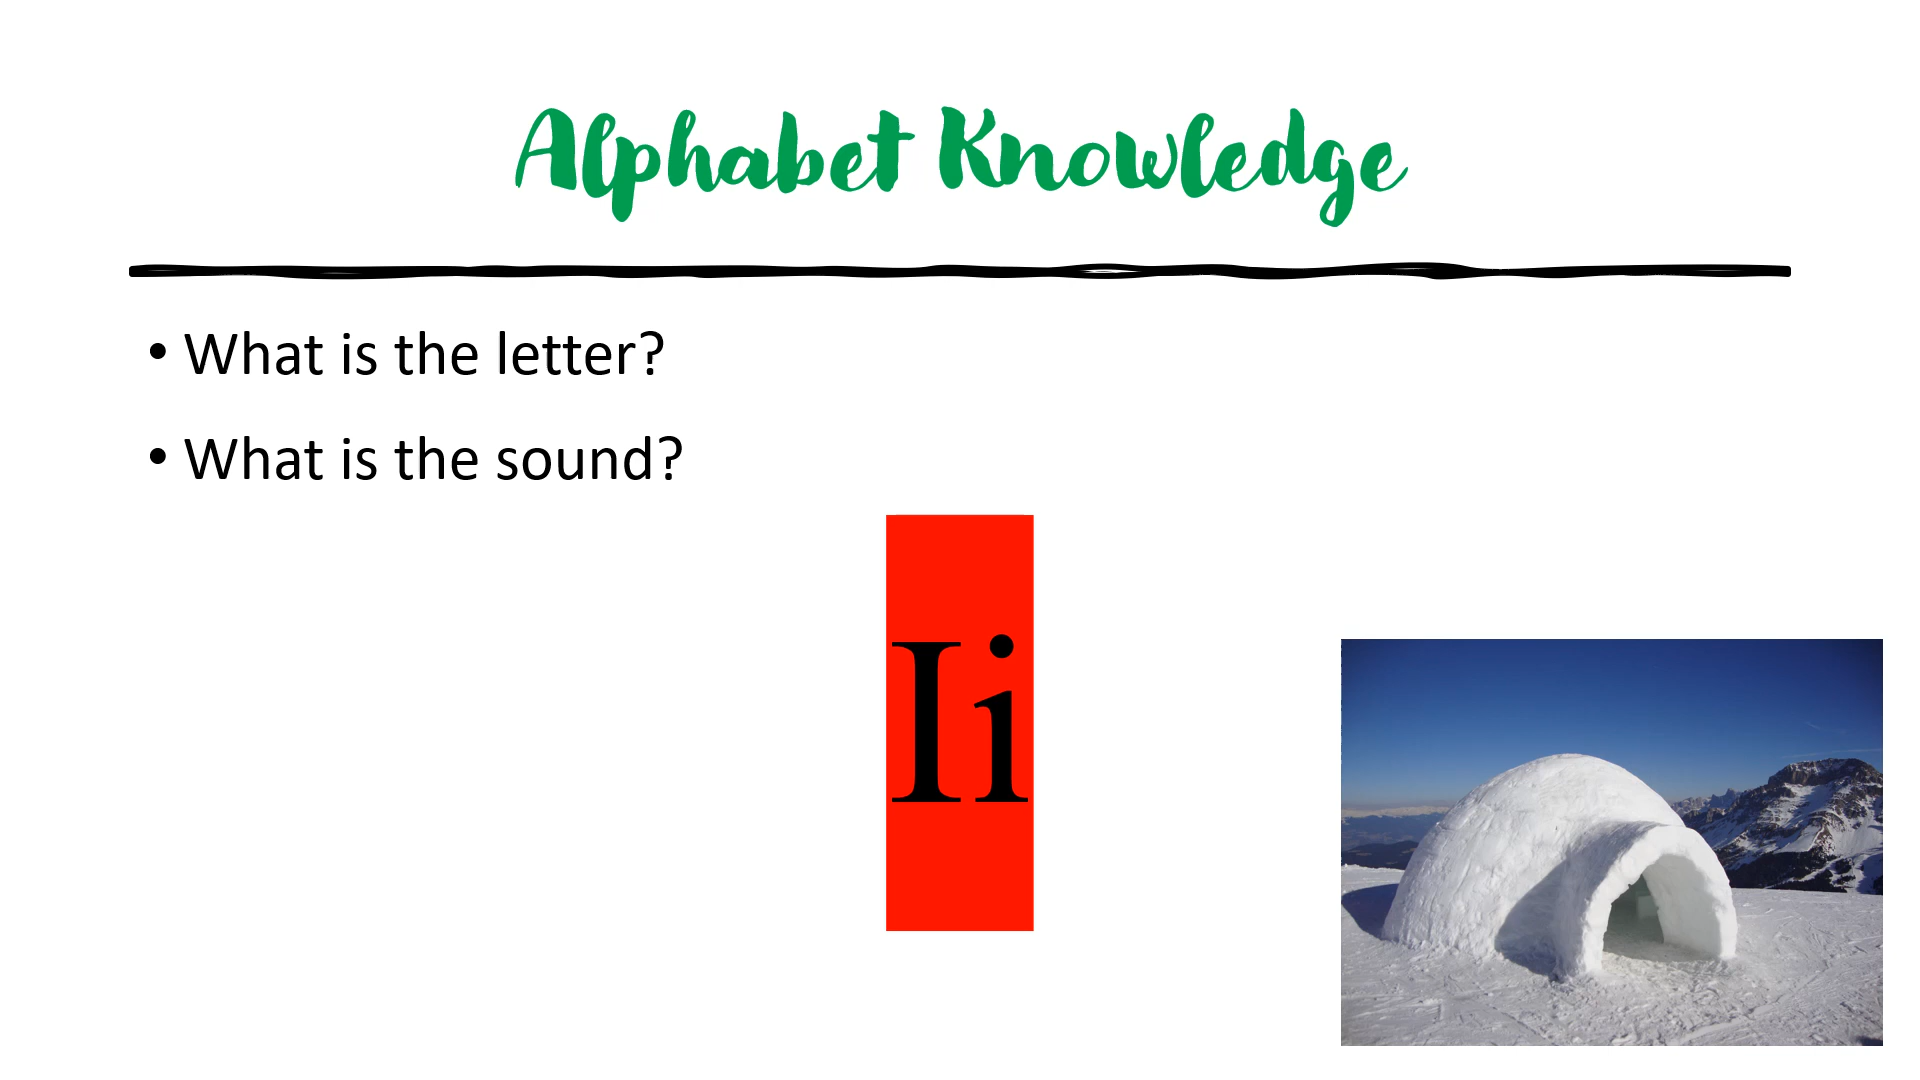 Alphabet Knowledge
• What is the letter?
• What is the sound?
Ii